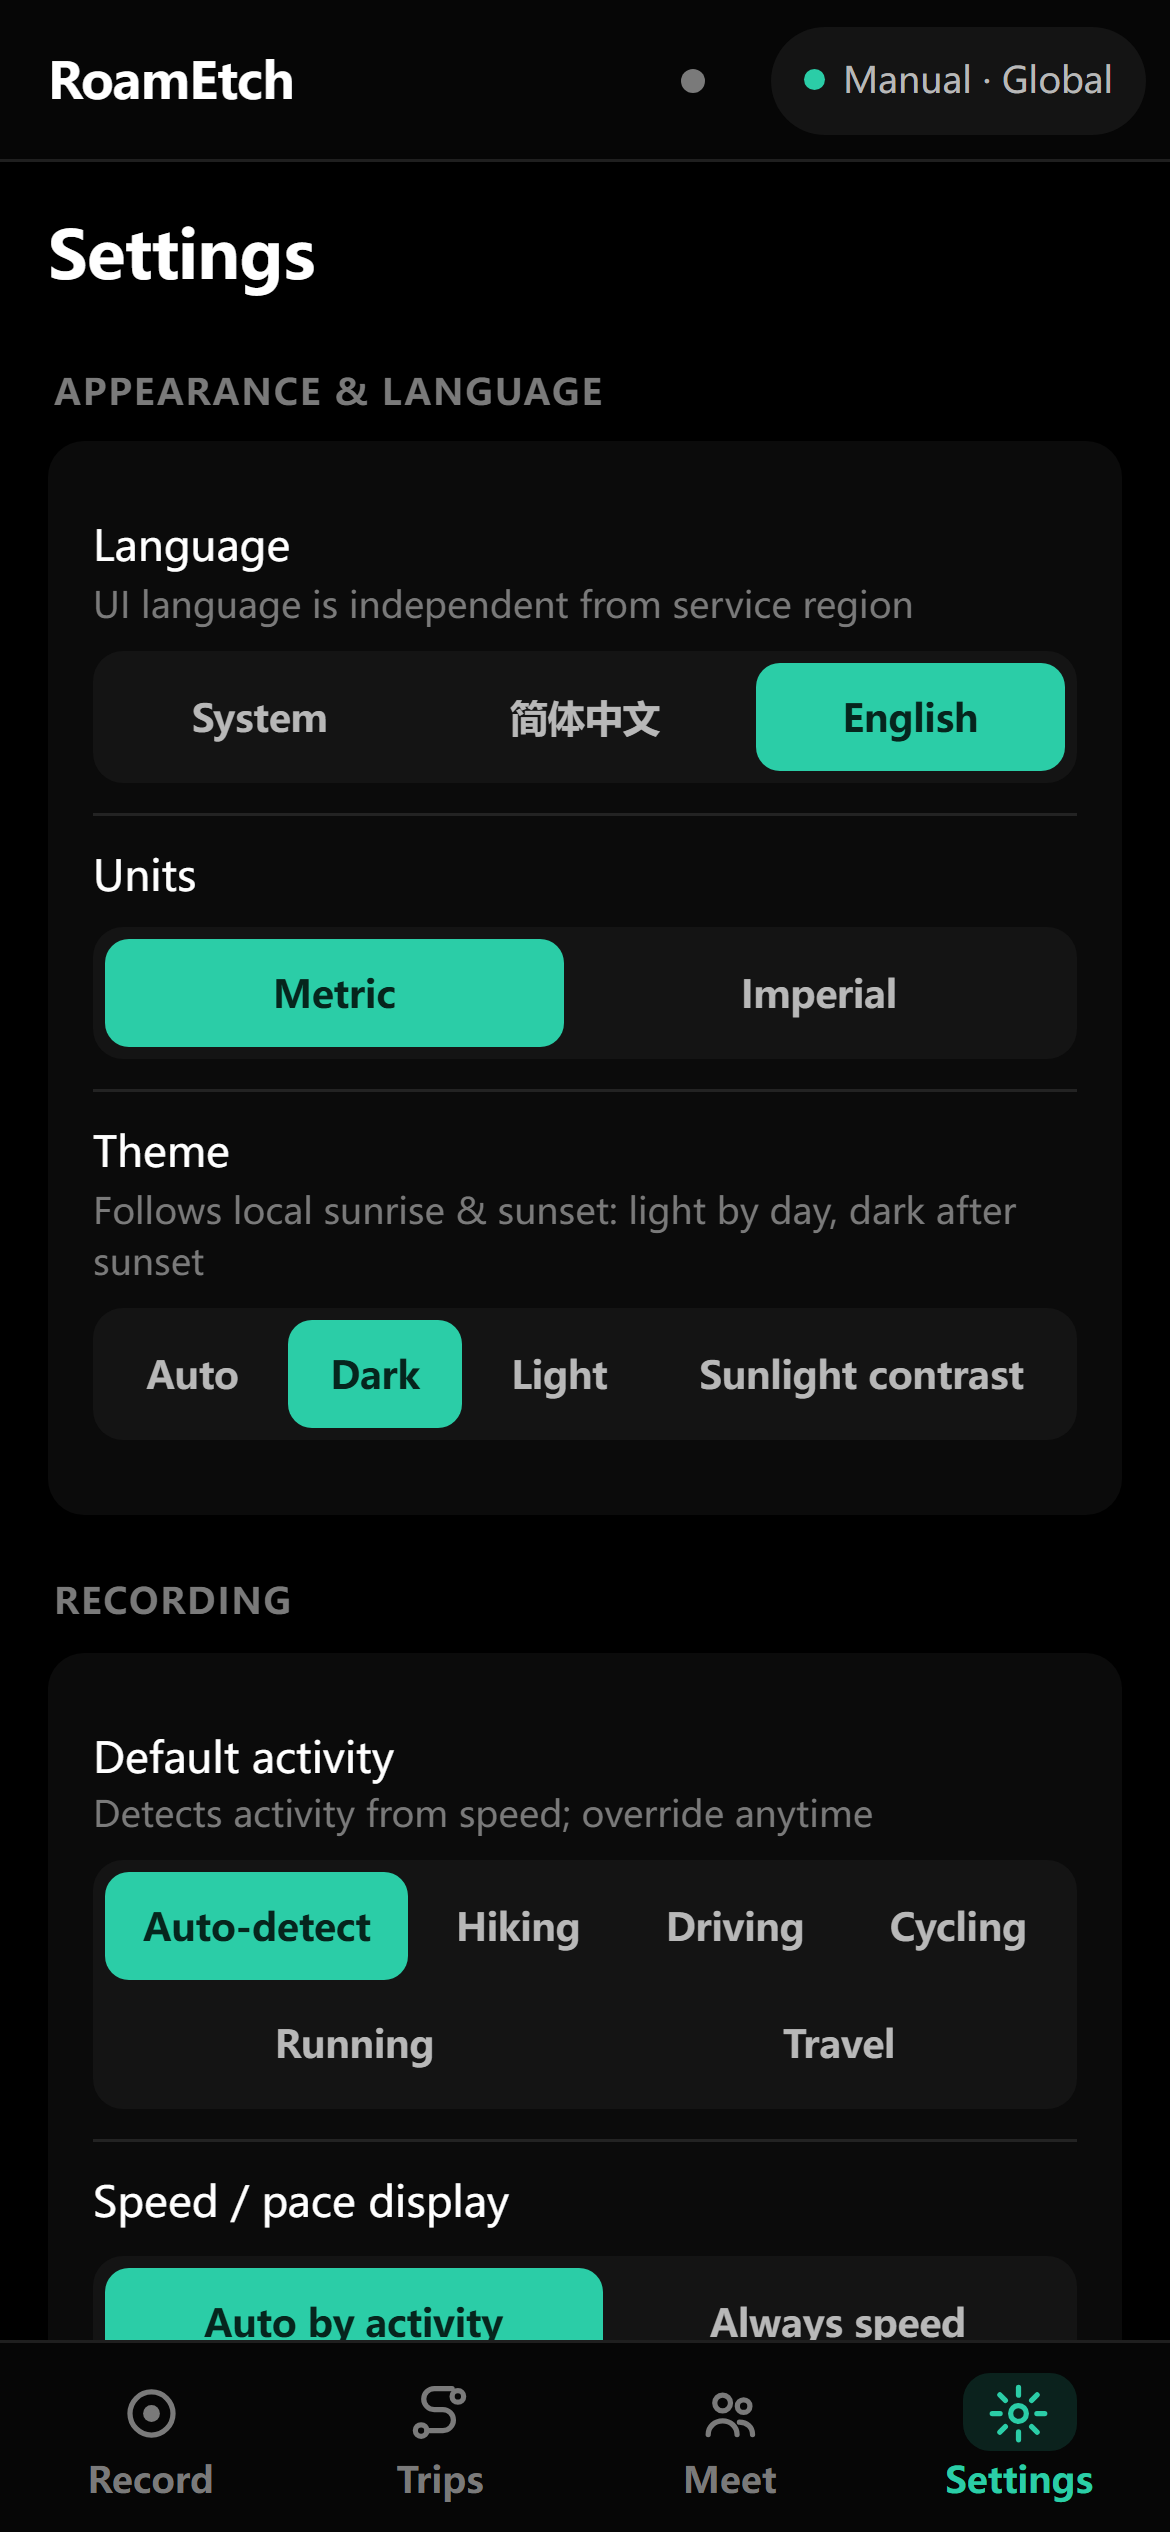 RoamEtch
Manual · Global
Settings
APPEARANCE & LANGUAGE
Language
UI language is independent from service region
System 简体中文 English
Units
Metric Imperial
Theme
Follows local sunrise & sunset: light by day, dark after
sunset
Auto Dark Light Sunlight contrast
RECORDING
Default activity
Detects activity from speed; override anytime
Auto-detect Hiking Driving Cycling
Running Travel
Speed / pace display
Auto by activity Always speed
Record Trips Meet Settings